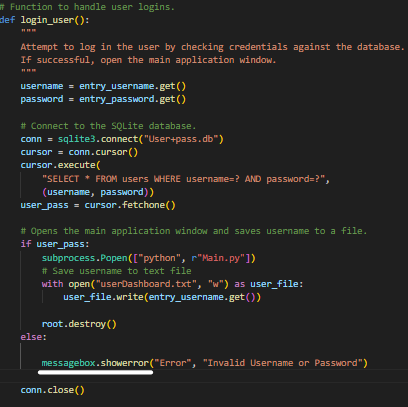 # Function to handle user logins.
def login_user():
    """
    Attempt to log in the user by checking credentials against the database.
    If successful, open the main application window.
    """
    username = entry_username.get()
    password = entry_password.get()

    # Connect to the SQLite database.
    conn = sqlite3.connect("User+pass.db")
    cursor = conn.cursor()
    cursor.execute(
        "SELECT * FROM users WHERE username=? AND password=?",
        (username, password))
    user_pass = cursor.fetchone()

    # Opens the main application window and saves username to a file.
    if user_pass:
        subprocess.Popen(["python", r"Main.py"])
        # Save username to text file
        with open("userDashboard.txt", "w") as user_file:
            user_file.write(entry_username.get())

        root.destroy()
    else:

        messagebox.showerror("Error", "Invalid Username or Password")

    conn.close()